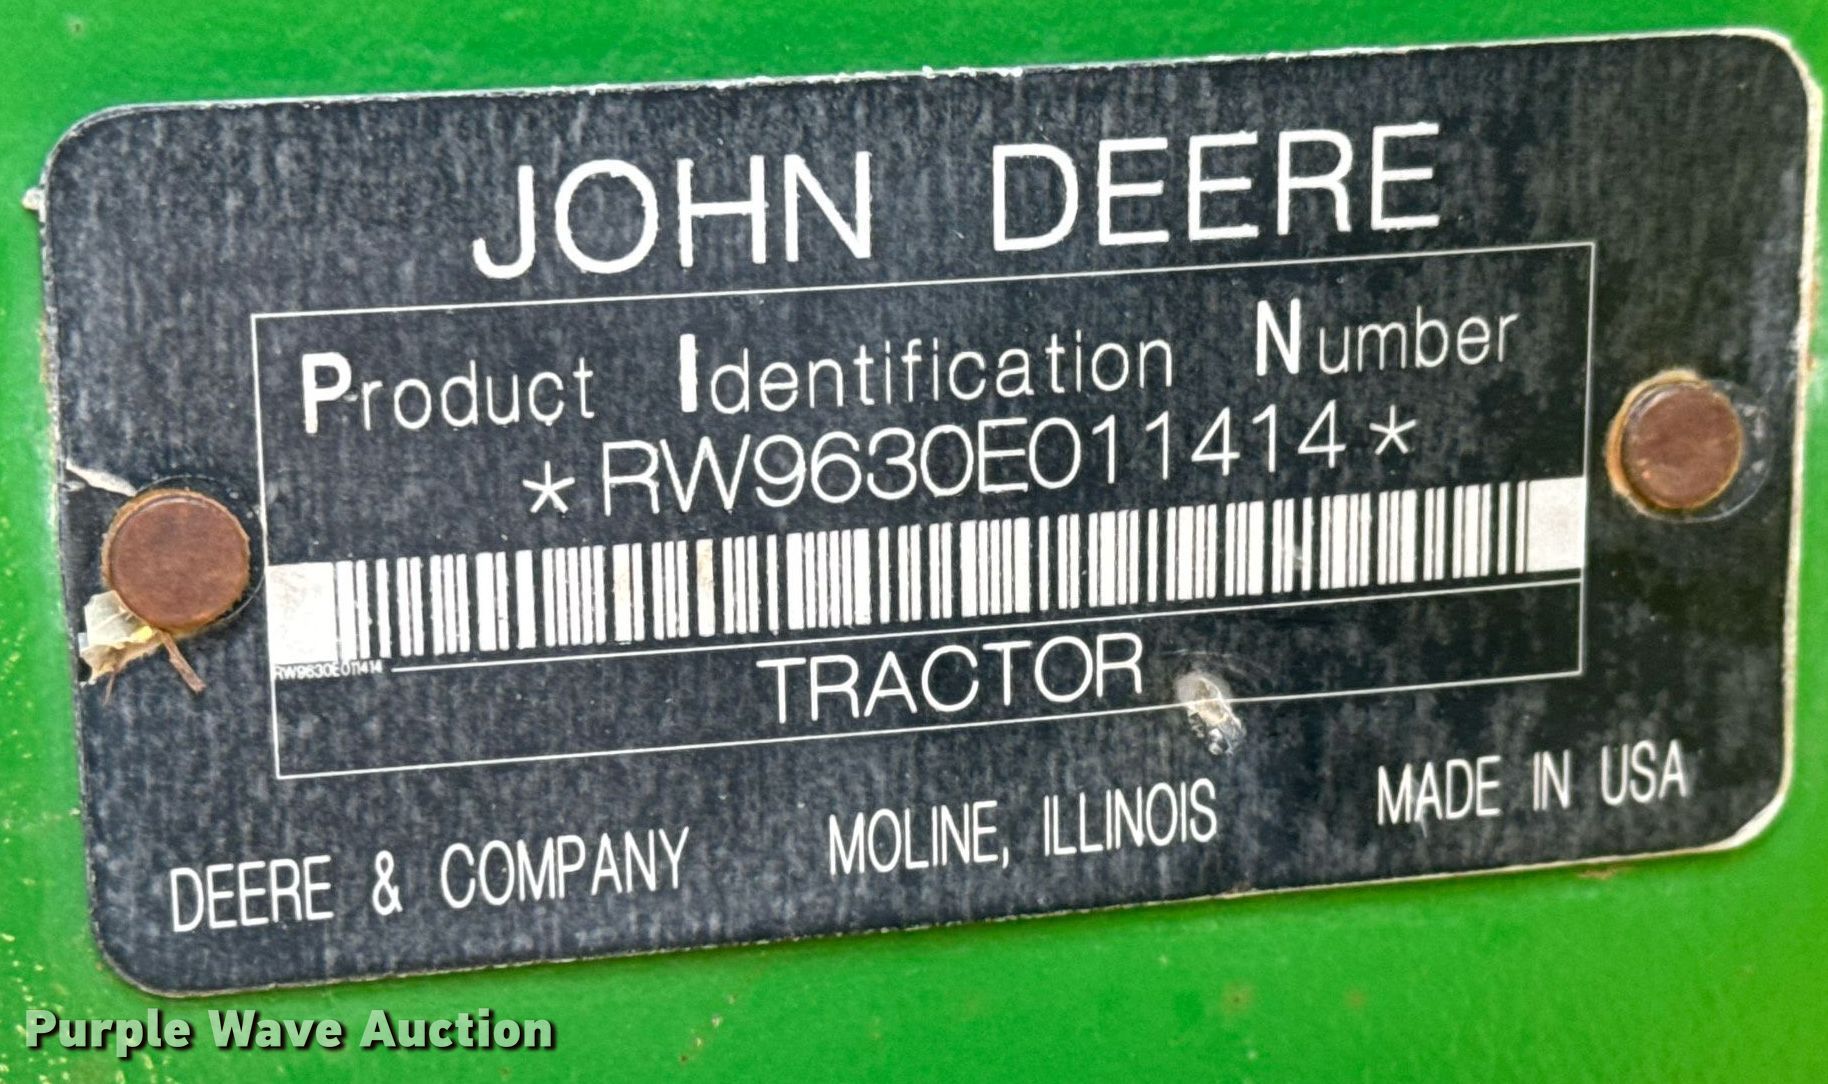 JOHN DEERE
Product Identification Number
*RW9630E011414*
RW9630E011414
TRACTOR
DEERE & COMPANY MOLINE, ILLINOIS MADE IN USA
Purple Wave Auction